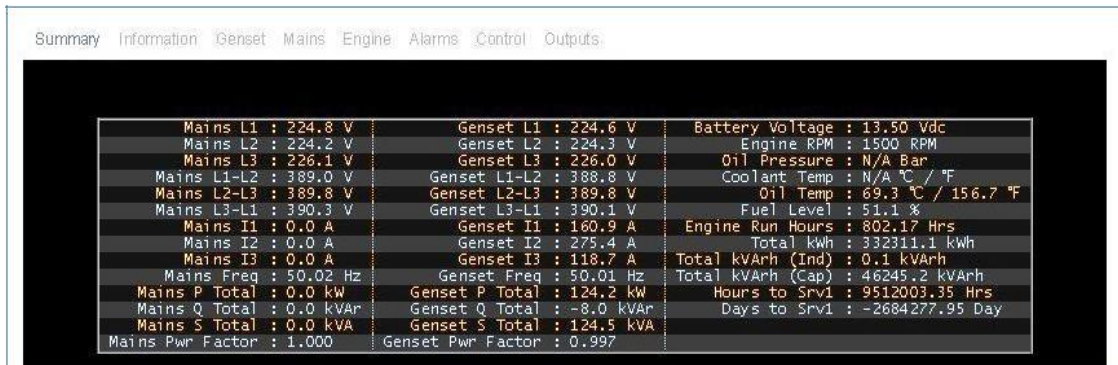 Summary Information Genset Mains Engine Alarms Control Outputs
Mains L1 : 224.8 V Genset L1 : 224.6 V Battery Voltage : 13.50 Vdc
Mains L2 : 224.2 V Genset L2 : 224.3 V Engine RPM : 1500 RPM
Mains L3 : 226.1 V Genset L3 : 226.0 V Oil Pressure : N/A Bar
Mains L1-L2 : 389.0 V Genset L1-L2 : 388.8 V Coolant Temp : N/A ℃ / ℉
Mains L2-L3 : 389.8 V Genset L2-L3 : 389.8 V Oil Temp : 69.3 ℃ / 156.7 ℉
Mains L3-L1 : 390.3 V Genset L3-L1 : 390.1 V Fuel Level : 51.1 %
Mains I1 : 0.0 A Genset I1 : 160.9 A Engine Run Hours : 802.17 Hrs
Mains I2 : 0.0 A Genset I2 : 275.4 A Total kWh : 332311.1 kWh
Mains I3 : 0.0 A Genset I3 : 118.7 A Total kVArh (Ind) : 0.1 kVArh
Mains Freq : 50.02 Hz Genset Freq : 50.01 Hz Total kVArh (Cap) : 46245.2 kVArh
Mains P Total : 0.0 kW Genset P Total : 124.2 kW Hours to Srv1 : 9512003.35 Hrs
Mains Q Total : 0.0 kVAr Genset Q Total : -8.0 kVAr Days to Srv1 : -2684277.95 Day
Mains S Total : 0.0 kVA Genset S Total : 124.5 kVA
Mains Pwr Factor : 1.000 Genset Pwr Factor : 0.997